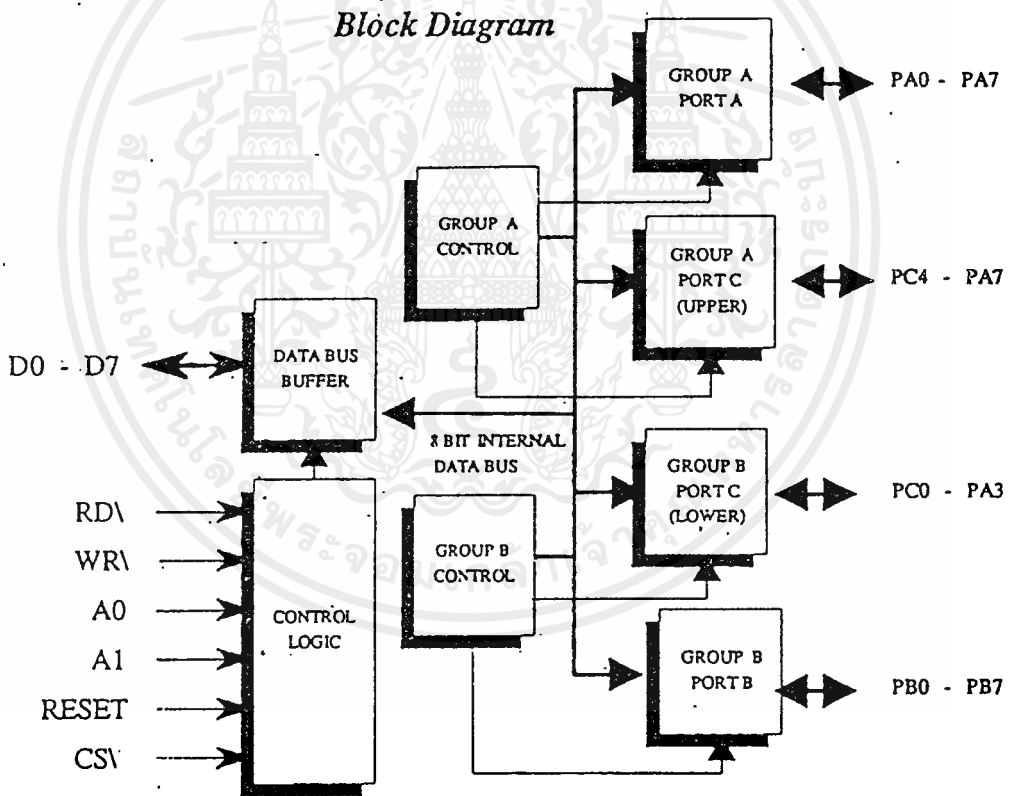 Block Diagram
GROUP A
PORT A
PA0 - PA7
GROUP A
CONTROL
GROUP A
PORT C
(UPPER)
PC4 - PA7
D0 - D7
DATA BUS
BUFFER
8 BIT INTERNAL
DATA BUS
GROUP B
PORT C
(LOWER)
PC0 - PA3
RD\
WR\
A0
A1
RESET
CS\
CONTROL
LOGIC
GROUP B
CONTROL
GROUP B
PORT B
PB0 - PB7